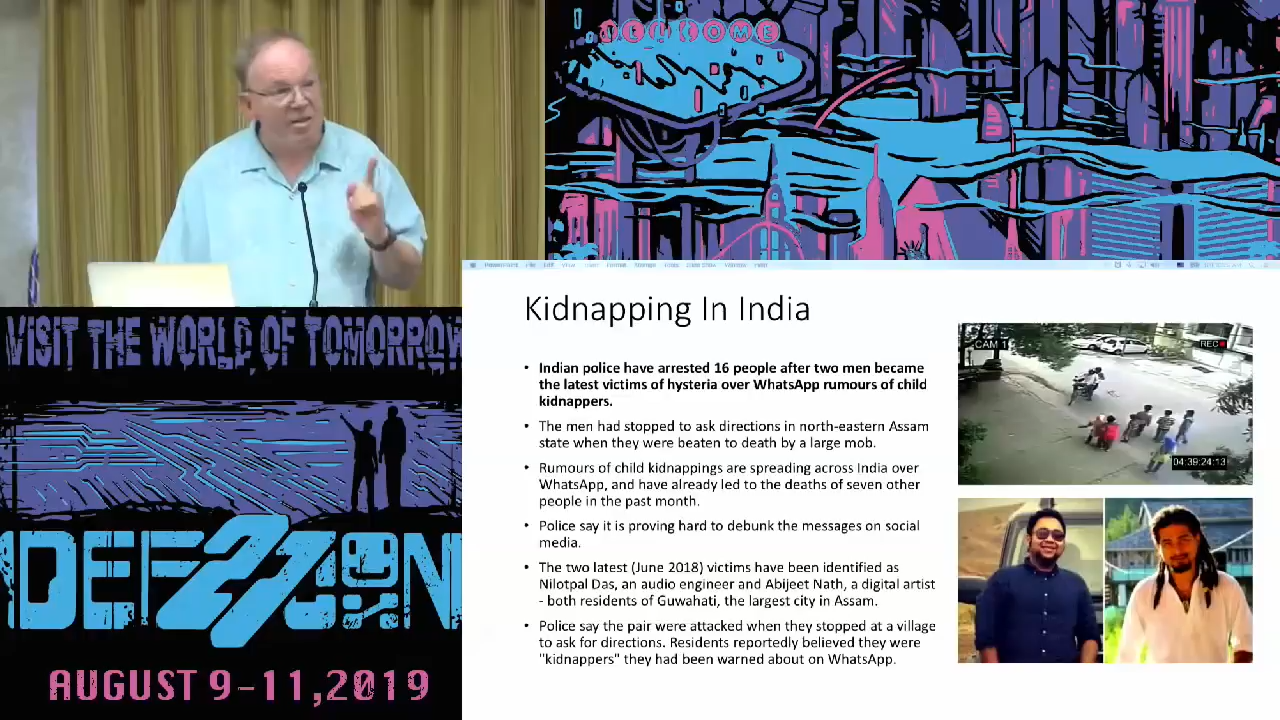 WELCOME
Kidnapping In India
• Indian police have arrested 16 people after two men became
the latest victims of hysteria over WhatsApp rumours of child
kidnappers.
• The men had stopped to ask directions in north-eastern Assam
state when they were beaten to death by a large mob.
• Rumours of child kidnappings are spreading across India over
WhatsApp, and have already led to the deaths of seven other
people in the past month.
• Police say it is proving hard to debunk the messages on social
media.
• The two latest (June 2018) victims have been identified as
Nilotpal Das, an audio engineer and Abijeet Nath, a digital artist
- both residents of Guwahati, the largest city in Assam.
• Police say the pair were attacked when they stopped at a village
to ask for directions. Residents reportedly believed they were
"kidnappers" they had been warned about on WhatsApp.
CAM 1
REC
04:39:24:13
VISIT THE WORLD OF TOMORROW
DEF27CON
AUGUST 9-11,2019